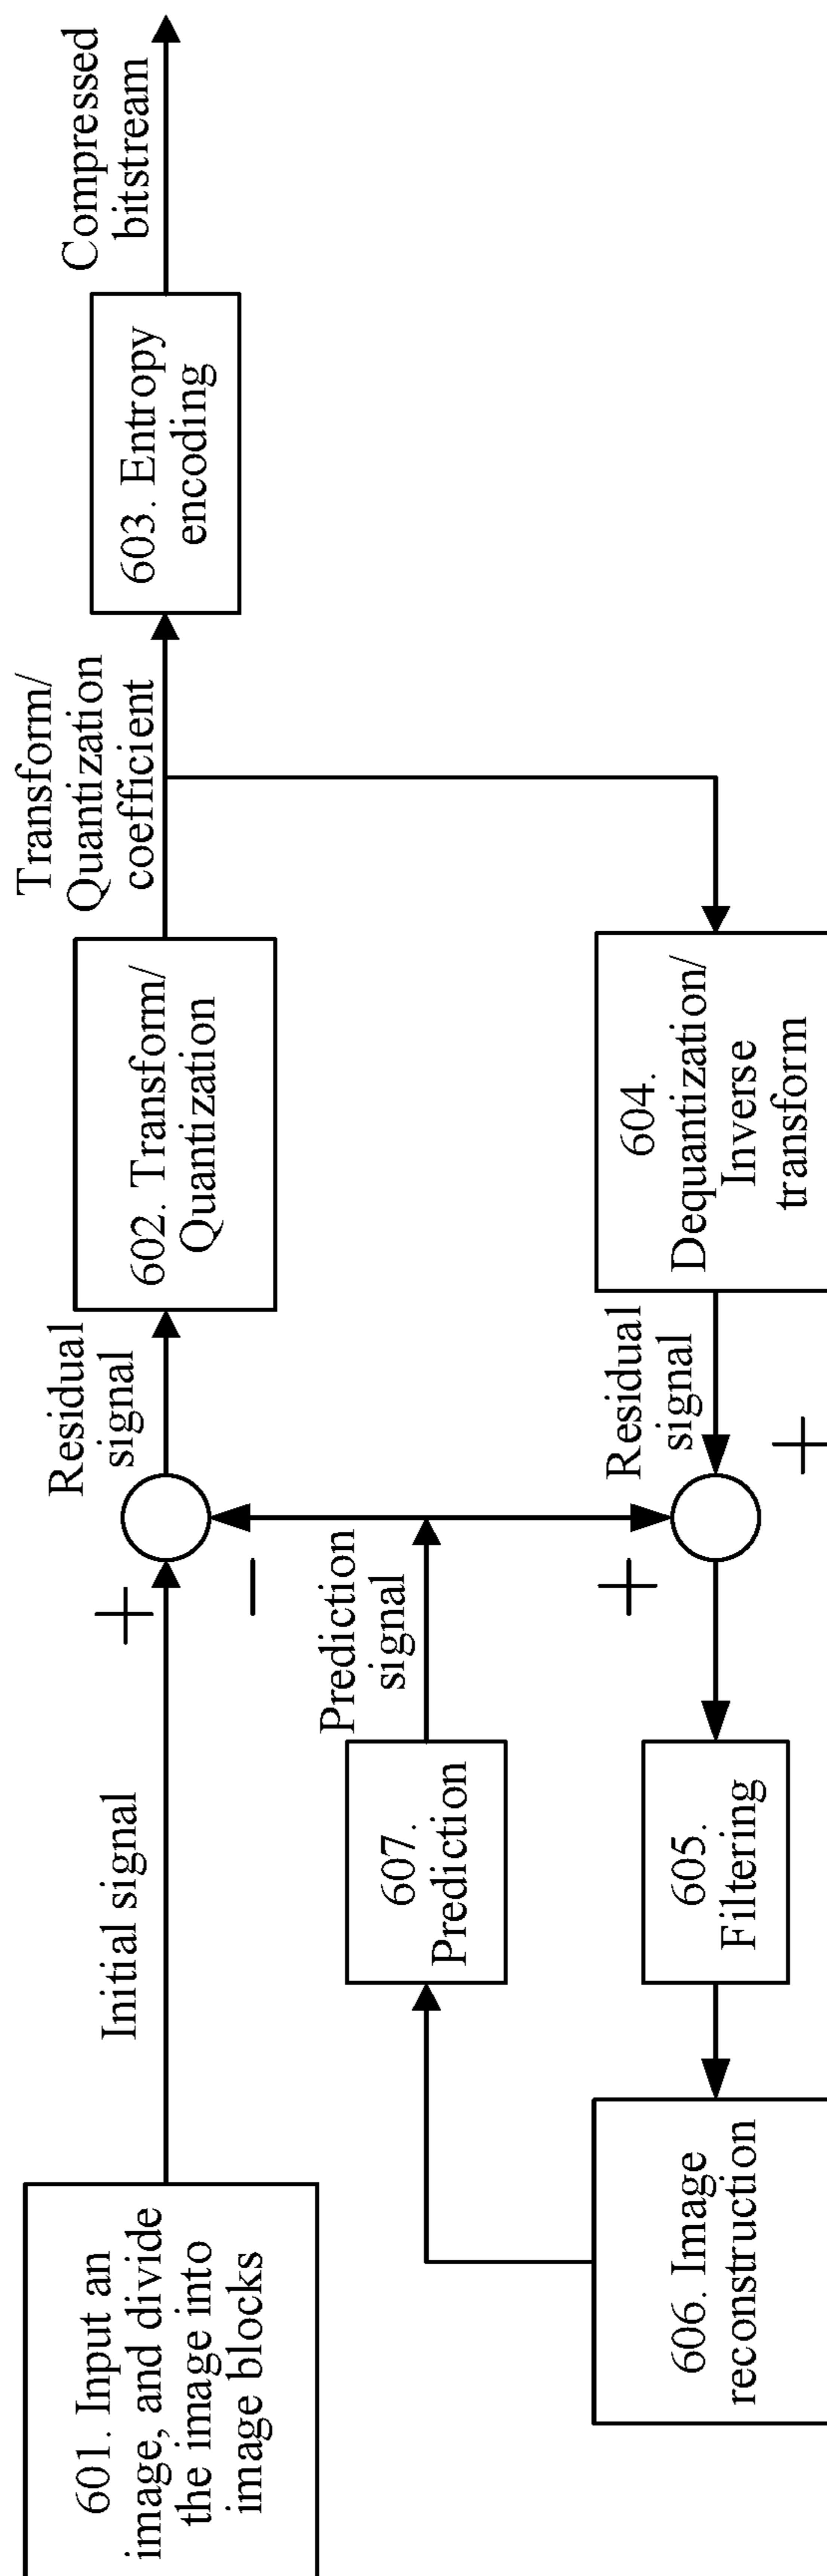 601. Input an
image, and divide
the image into
image blocks
Initial signal
+
−
Residual
signal
602. Transform/
Quantization
Transform/
Quantization
coefficient
603. Entropy
encoding
Compressed
bitstream
607.
Prediction
Prediction
signal
606. Image
reconstruction
605.
Filtering
+
Residual
signal
+
604.
Dequantization/
Inverse
transform